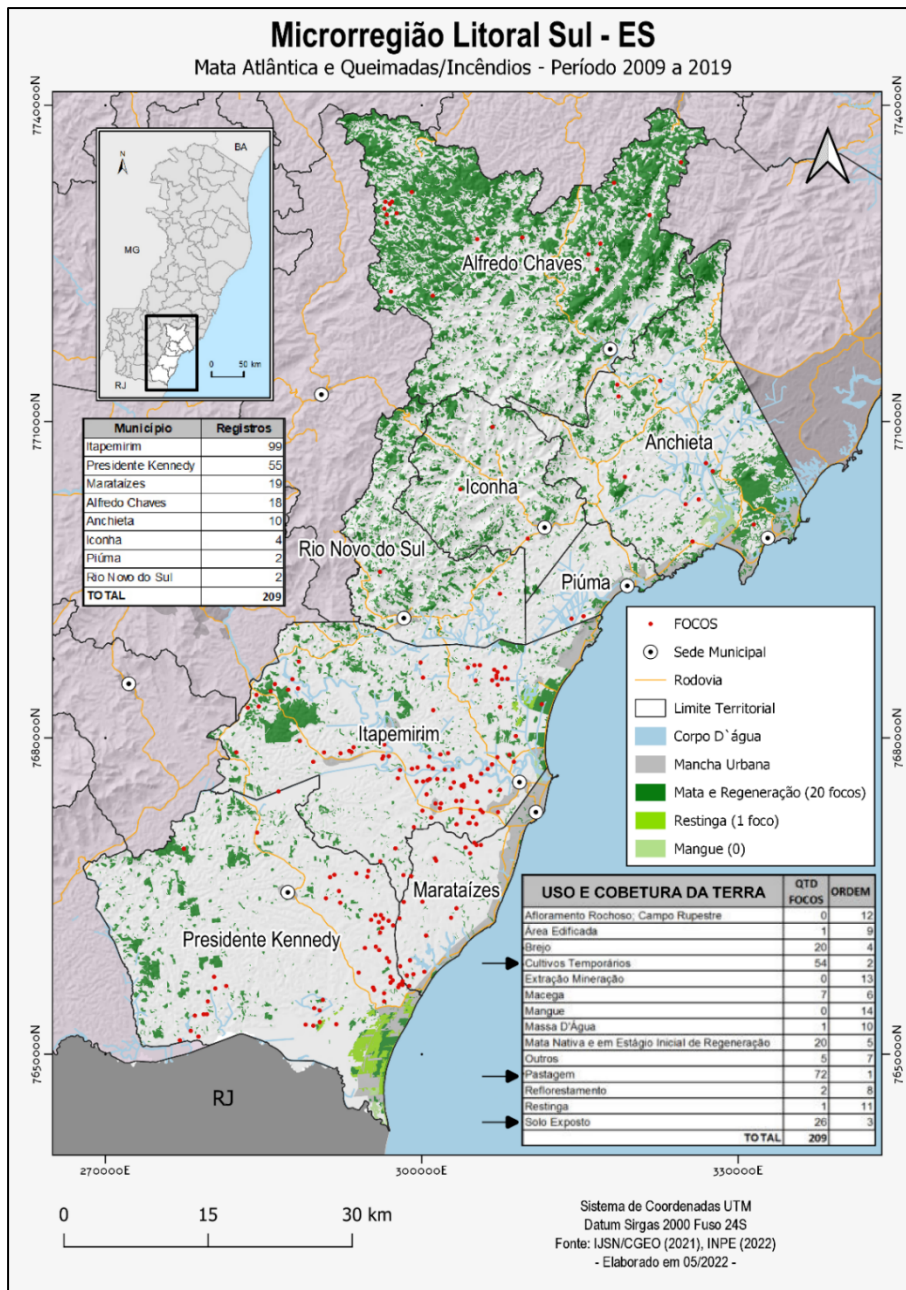 Microrregião Litoral Sul - ES
Mata Atlântica e Queimadas/Incêndios - Período 2009 a 2019
7740000N
7740000N
N
BA
MG
RJ
0 50 km
Alfredo Chaves
7710000N
7710000N
Município Registros
Itapemirim 99
Presidente Kennedy 55
Marataízes 19
Alfredo Chaves 18
Anchieta 10
Iconha 4
Piúma 2
Rio Novo do Sul 2
TOTAL 209
Anchieta
Iconha
Rio Novo do Sul
Piúma
FOCOS
Sede Municipal
Rodovia
Limite Territorial
Corpo D`água
Mancha Urbana
Mata e Regeneração (20 focos)
Restinga (1 foco)
Mangue (0)
7680000N
7680000N
Itapemirim
Marataízes
Presidente Kennedy
USO E COBETURA DA TERRA QTD FOCOS ORDEM
Afloramento Rochoso; Campo Rupestre 0 12
Área Edificada 1 9
Brejo 20 4
Cultivos Temporários 54 2
Extração Mineração 0 13
Macega 7 6
Mangue 0 14
Massa D'Água 1 10
Mata Nativa e em Estágio Inicial de Regeneração 20 5
Outros 5 7
Pastagem 72 1
Reflorestamento 2 8
Restinga 1 11
Solo Exposto 26 3
TOTAL 209
7650000N
7650000N
RJ
270000E 300000E 330000E
0 15 30 km
Sistema de Coordenadas UTM
Datum Sirgas 2000 Fuso 24S
Fonte: IJSN/CGEO (2021), INPE (2022)
- Elaborado em 05/2022 -